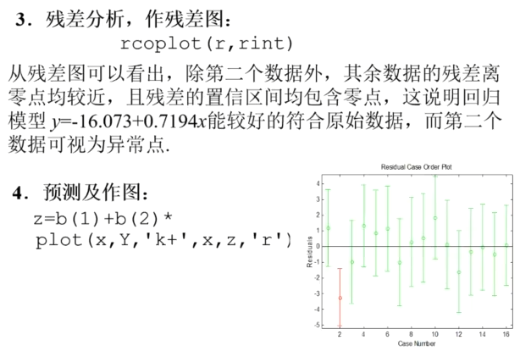 3. 残差分析，作残差图：
rcoplot(r,rint)
从残差图可以看出，除第二个数据外，其余数据的残差离
零点均较近，且残差的置信区间均包含零点，这说明回归
模型 y=-16.073+0.7194x能较好的符合原始数据，而第二个
数据可视为异常点.
4. 预测及作图：
z=b(1)+b(2)*
plot(x,Y,'k+',x,z,'r')
Residual Case Order Plot
Residuals
4
3
2
1
0
-1
-2
-3
-4
-5
2 4 6 8 10 12 14 16
Case Number